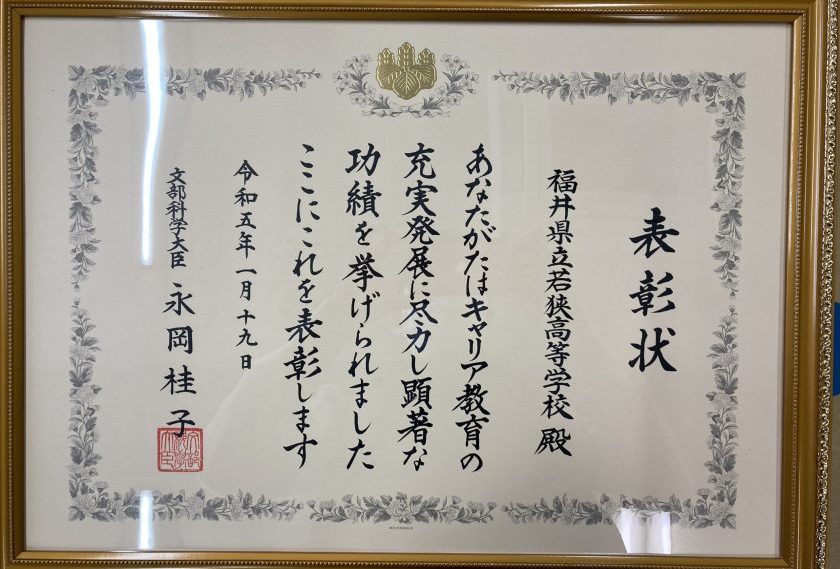 表彰状
福井県立若狭高等学校 殿
あなたがたはキャリア教育の
充実発展に尽力し顕著な
功績を挙げられました
ここにこれを表彰します
令和五年一月十九日
文部科学大臣 永岡桂子